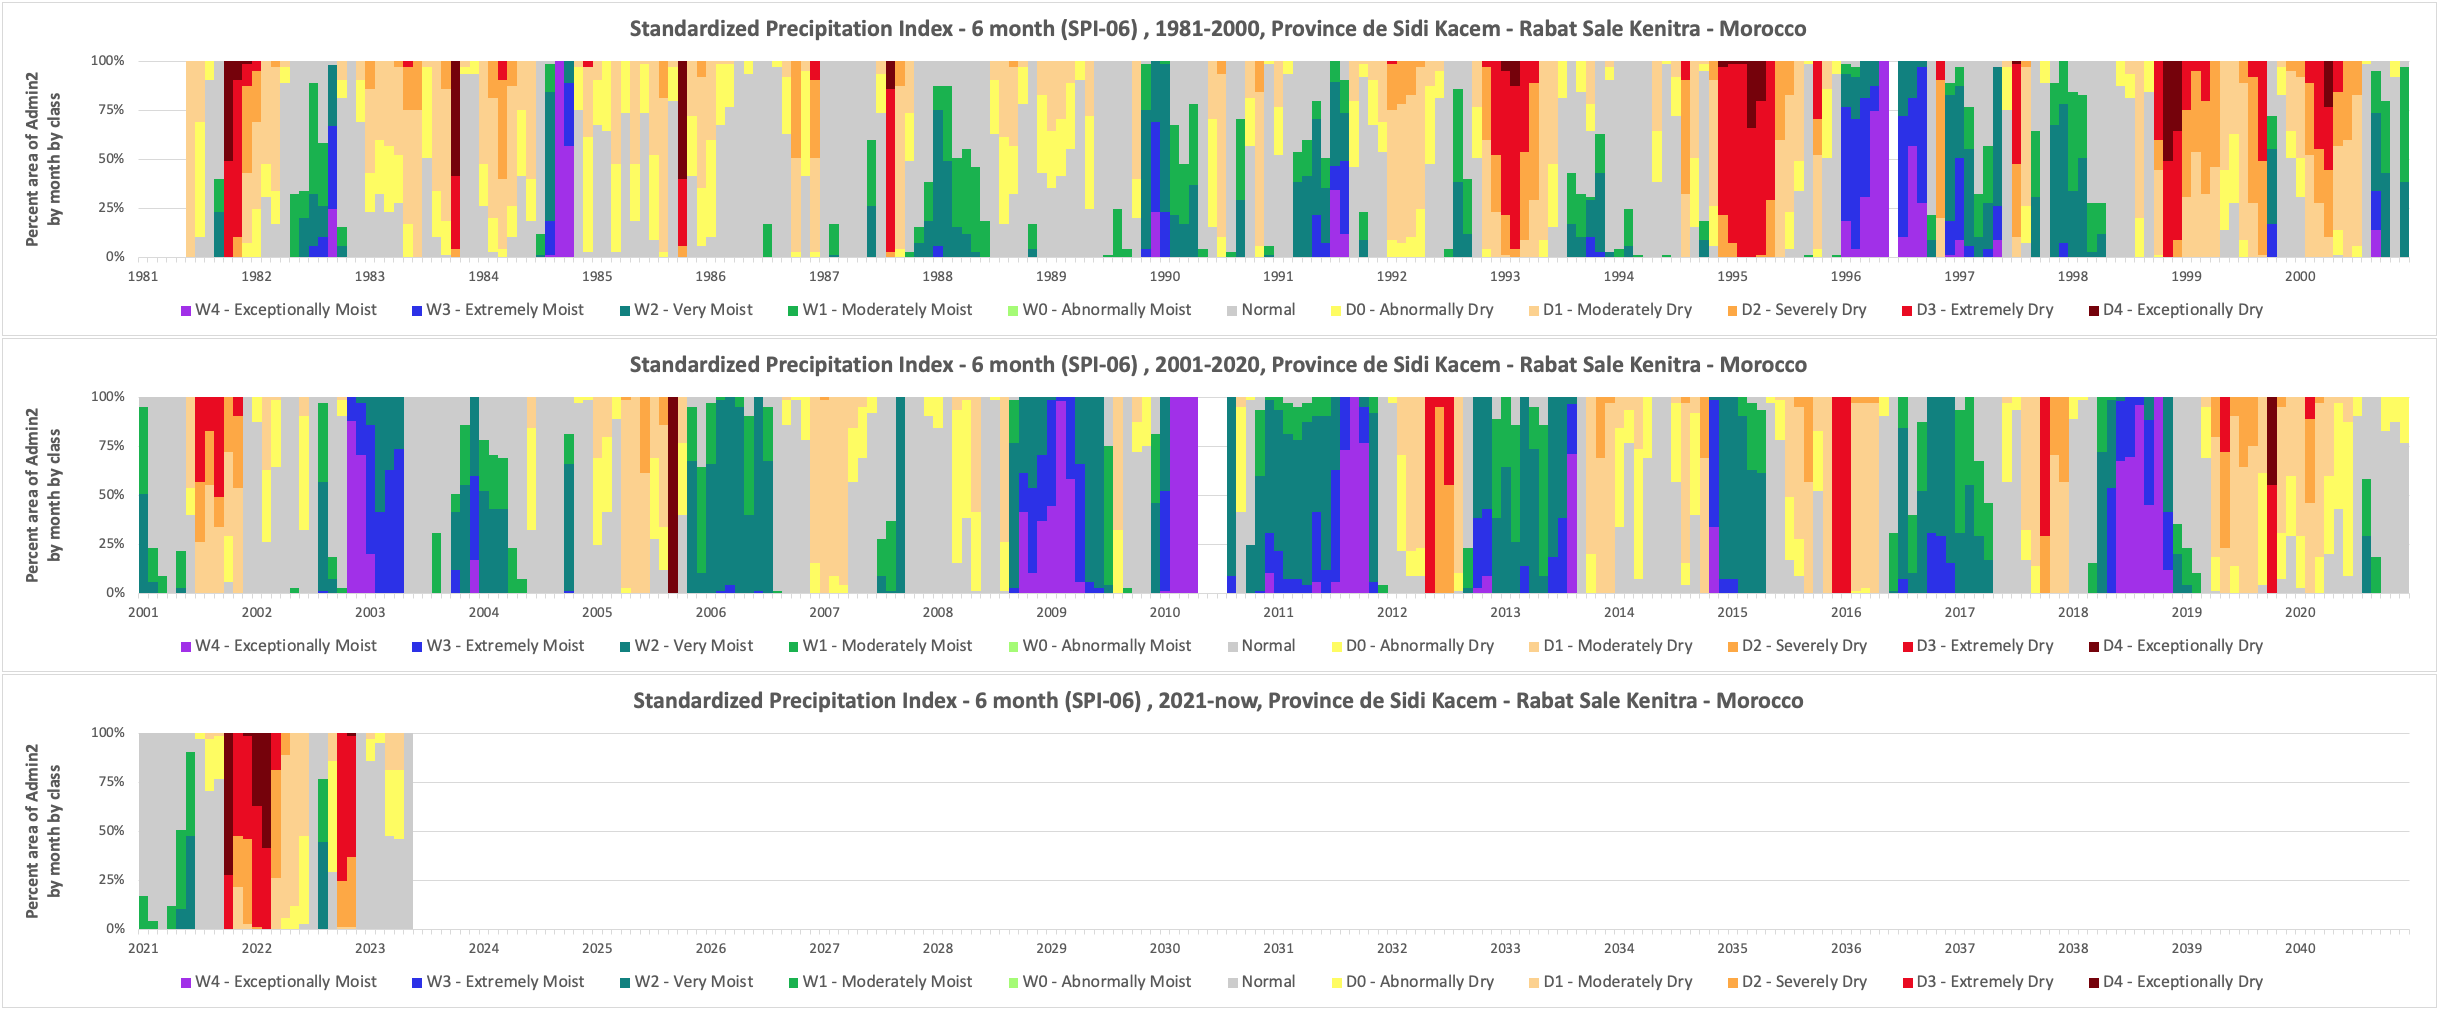 Standardized Precipitation Index - 6 month (SPI-06) , 1981-2000, Province de Sidi Kacem - Rabat Sale Kenitra - Morocco
Percent area of Admin2
by month by class
100%
75%
50%
25%
0%
1981 1982 1983 1984 1985 1986 1987 1988 1989 1990 1991 1992 1993 1994 1995 1996 1997 1998 1999 2000
W4 - Exceptionally Moist W3 - Extremely Moist W2 - Very Moist W1 - Moderately Moist W0 - Abnormally Moist Normal D0 - Abnormally Dry D1 - Moderately Dry D2 - Severely Dry D3 - Extremely Dry D4 - Exceptionally Dry
Standardized Precipitation Index - 6 month (SPI-06) , 2001-2020, Province de Sidi Kacem - Rabat Sale Kenitra - Morocco
Percent area of Admin2
by month by class
100%
75%
50%
25%
0%
2001 2002 2003 2004 2005 2006 2007 2008 2009 2010 2011 2012 2013 2014 2015 2016 2017 2018 2019 2020
W4 - Exceptionally Moist W3 - Extremely Moist W2 - Very Moist W1 - Moderately Moist W0 - Abnormally Moist Normal D0 - Abnormally Dry D1 - Moderately Dry D2 - Severely Dry D3 - Extremely Dry D4 - Exceptionally Dry
Standardized Precipitation Index - 6 month (SPI-06) , 2021-now, Province de Sidi Kacem - Rabat Sale Kenitra - Morocco
Percent area of Admin2
by month by class
100%
75%
50%
25%
0%
2021 2022 2023 2024 2025 2026 2027 2028 2029 2030 2031 2032 2033 2034 2035 2036 2037 2038 2039 2040
W4 - Exceptionally Moist W3 - Extremely Moist W2 - Very Moist W1 - Moderately Moist W0 - Abnormally Moist Normal D0 - Abnormally Dry D1 - Moderately Dry D2 - Severely Dry D3 - Extremely Dry D4 - Exceptionally Dry